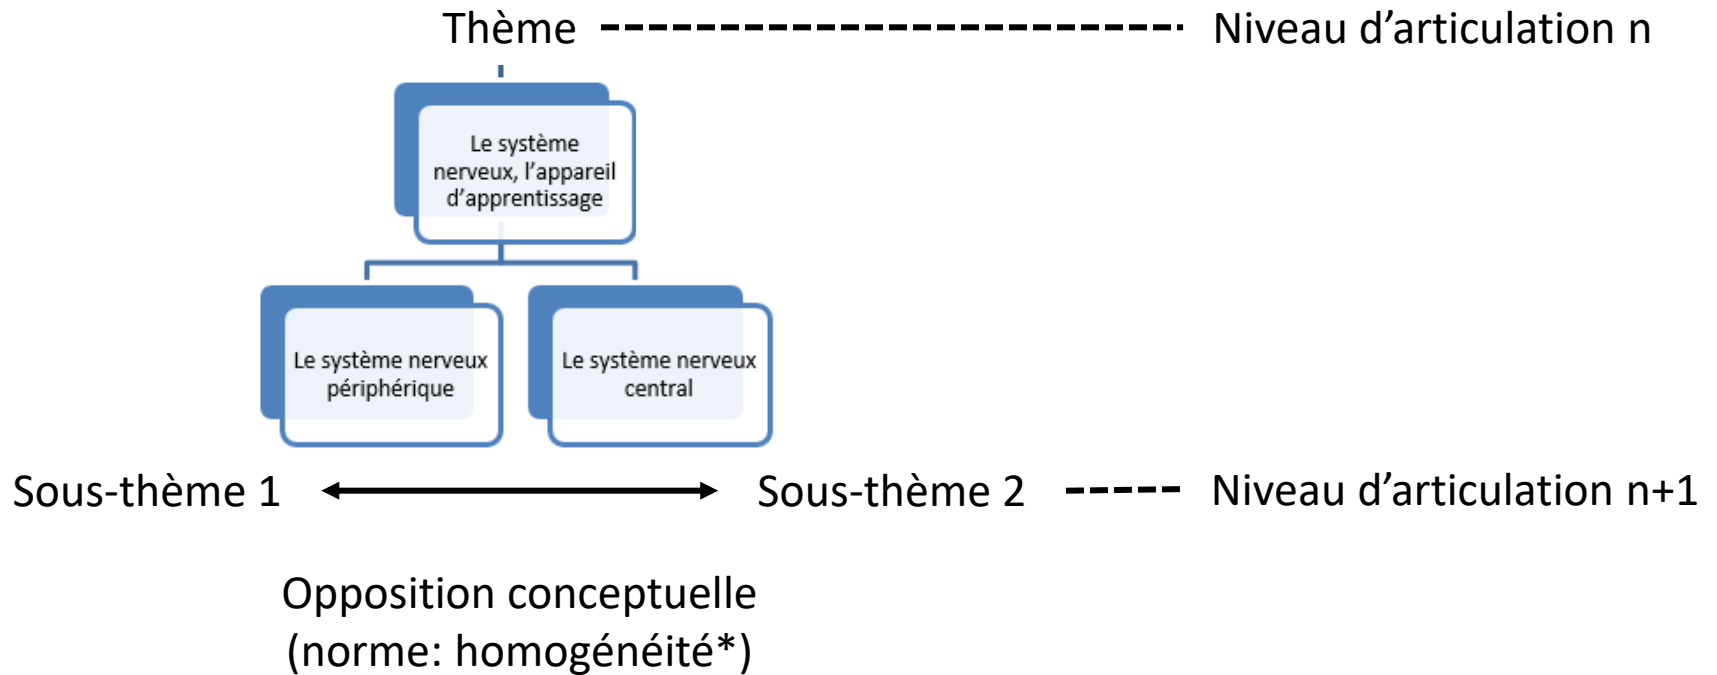 Thème
Niveau d’articulation n
Le système
nerveux, l’appareil
d’apprentissage
Le système nerveux
périphérique
Le système nerveux
central
Sous-thème 1
Sous-thème 2
Niveau d’articulation n+1
Opposition conceptuelle
(norme: homogénéité*)